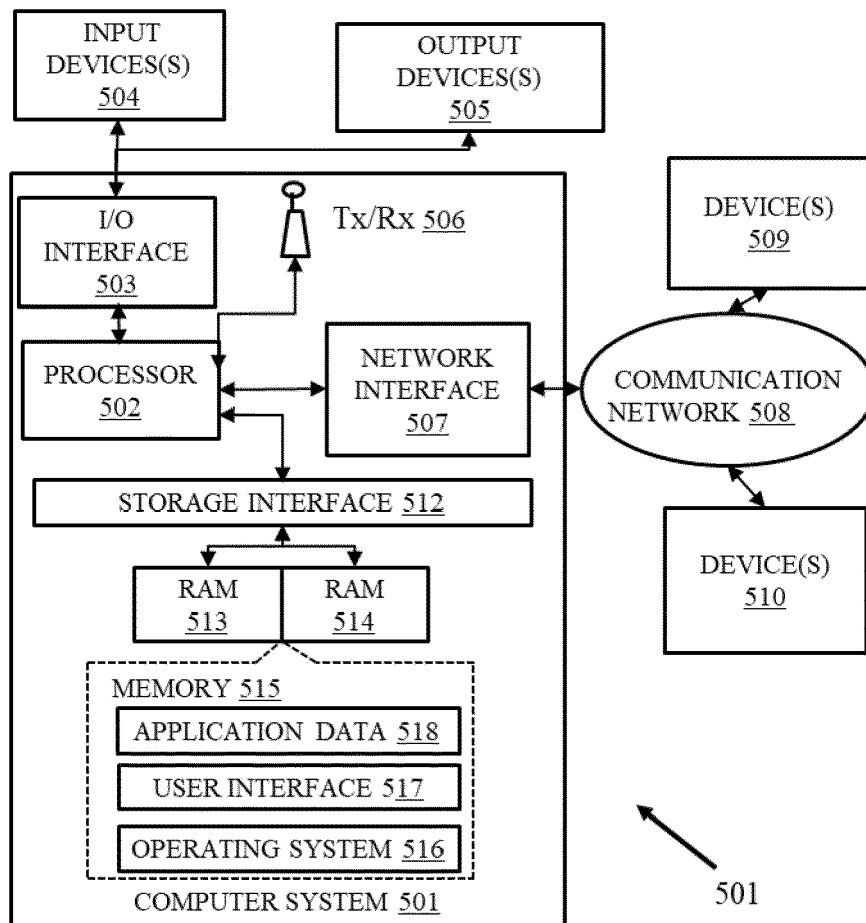 INPUT
DEVICES(S)
504
OUTPUT
DEVICES(S)
505
I/O
INTERFACE
503
Tx/Rx 506
DEVICE(S)
509
PROCESSOR
502
NETWORK
INTERFACE
507
COMMUNICATION
NETWORK 508
STORAGE INTERFACE 512
RAM
513
RAM
514
DEVICE(S)
510
MEMORY 515
APPLICATION DATA 518
USER INTERFACE 517
OPERATING SYSTEM 516
COMPUTER SYSTEM 501
501